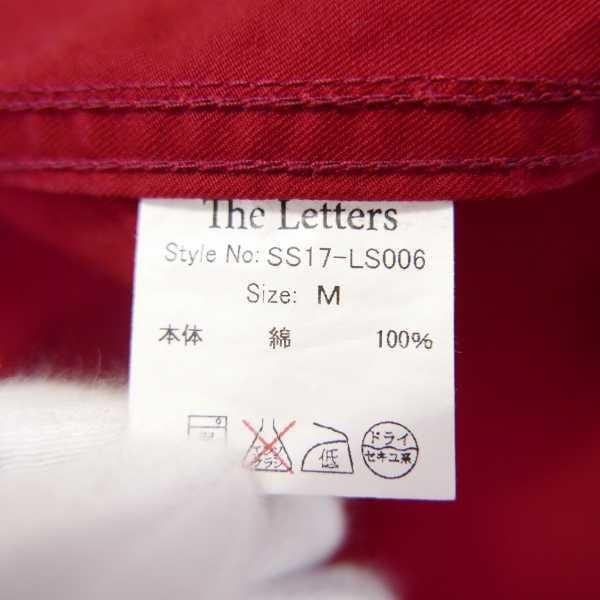 The Letters
Style No: SS17-LS006
Size: M
本体 綿 100%
低
ドライ
セキユ系